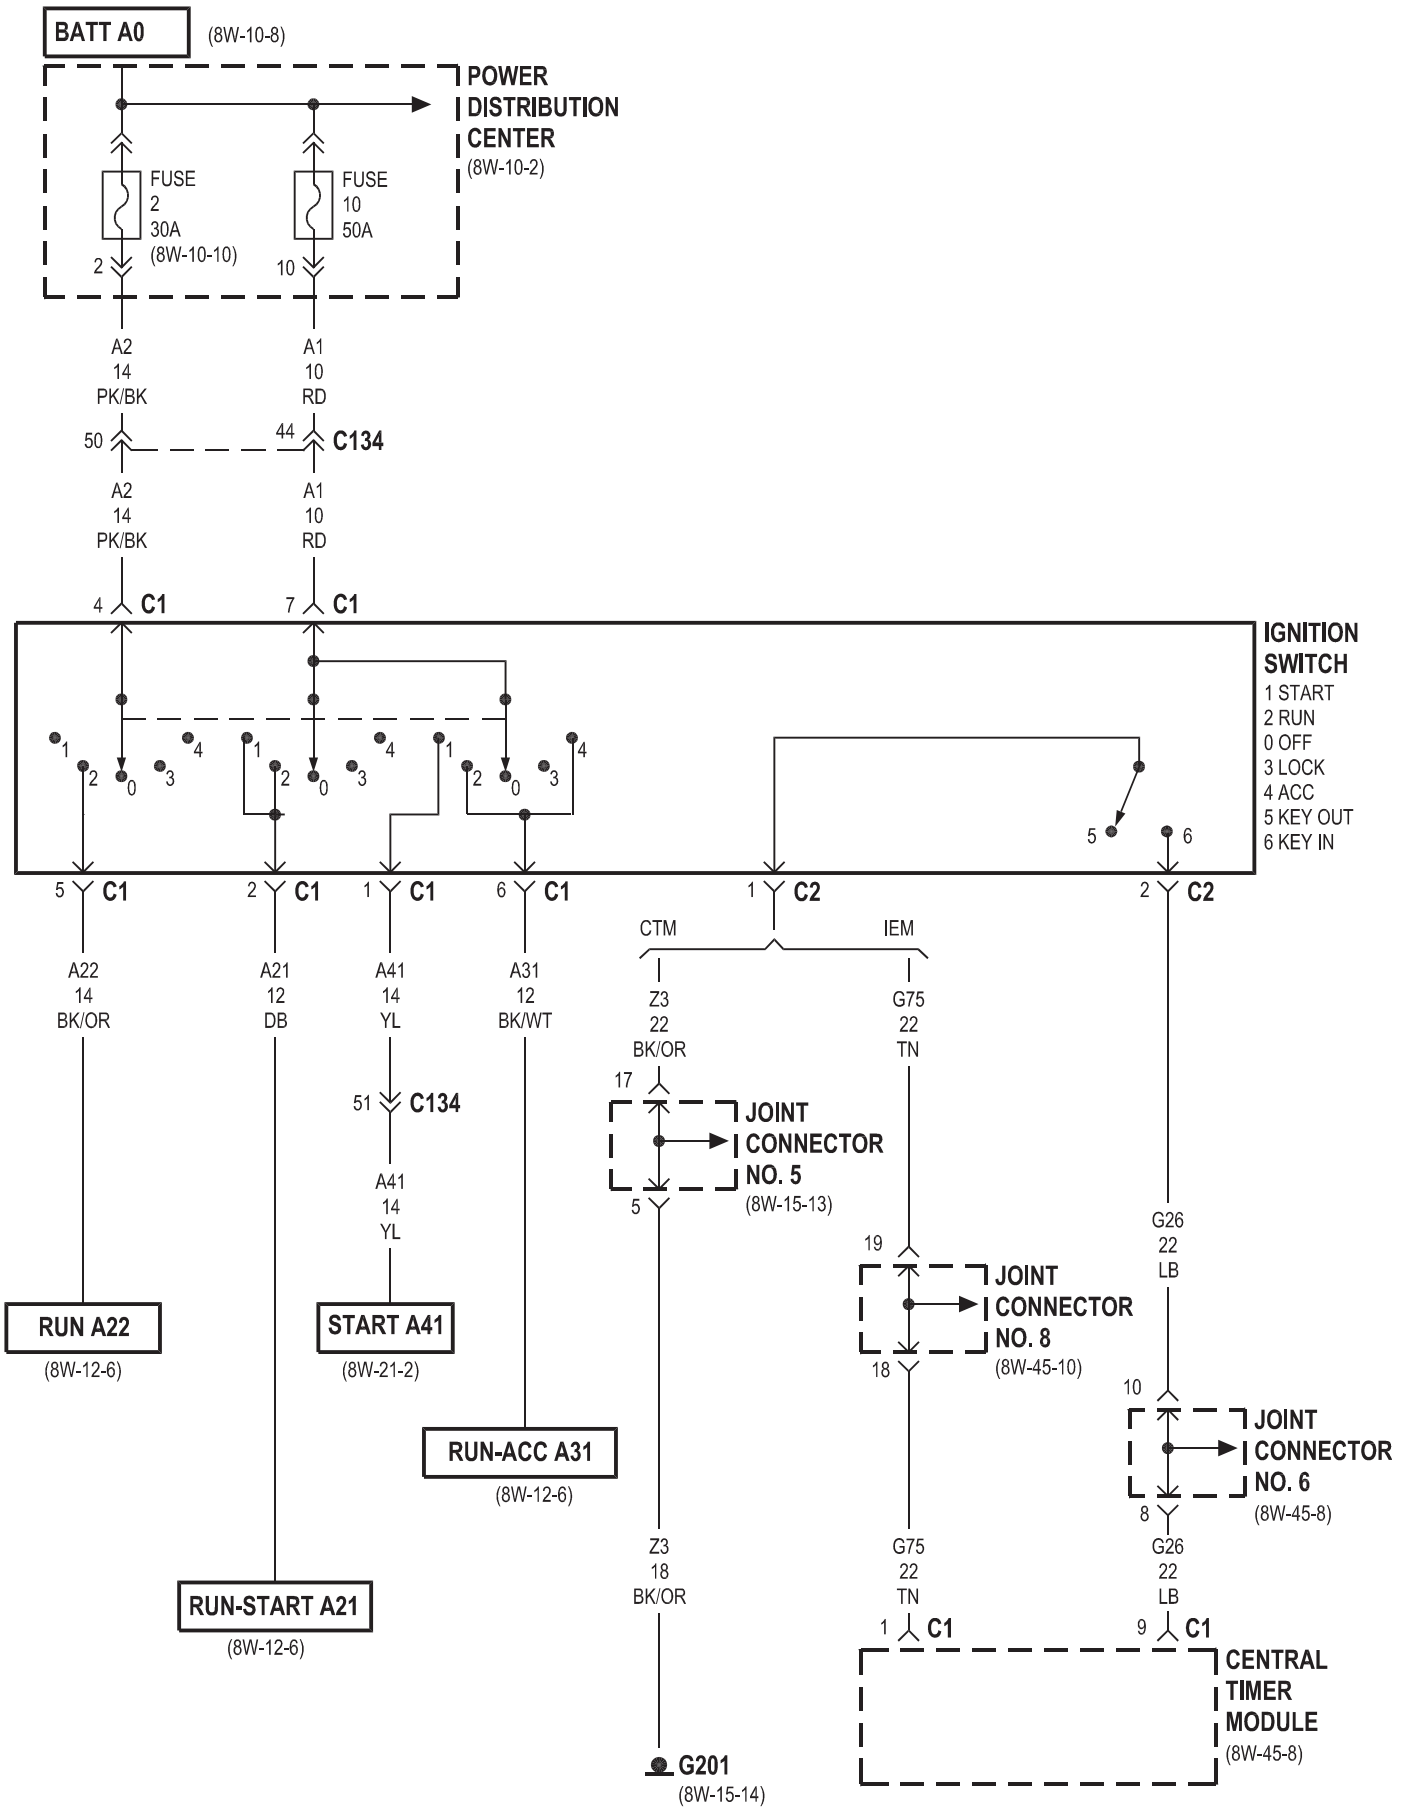 BATT A0 (8W-10-8)
POWER
DISTRIBUTION
CENTER
(8W-10-2)
FUSE
2
30A
(8W-10-10)
FUSE
10
50A
2
10
A2
14
PK/BK
A1
10
RD
50
44
C134
A2
14
PK/BK
A1
10
RD
4 C1
7 C1
IGNITION
SWITCH
1 START
2 RUN
0 OFF
3 LOCK
4 ACC
5 KEY OUT
6 KEY IN
1
2
0
3
4
1
2
0
3
4
1
2
0
3
4
5
6
5 C1
2 C1
1 C1
6 C1
1 C2
2 C2
CTM
IEM
A22
14
BK/OR
A21
12
DB
A41
14
YL
A31
12
BK/WT
Z3
22
BK/OR
G75
22
TN
51 C134
17
JOINT
CONNECTOR
NO. 5
(8W-15-13)
5
A41
14
YL
G26
22
LB
19
JOINT
CONNECTOR
NO. 8
(8W-45-10)
18
RUN A22
(8W-12-6)
START A41
(8W-21-2)
10
JOINT
CONNECTOR
NO. 6
(8W-45-8)
8
RUN-ACC A31
(8W-12-6)
Z3
18
BK/OR
G75
22
TN
G26
22
LB
RUN-START A21
(8W-12-6)
1 C1
9 C1
CENTRAL
TIMER
MODULE
(8W-45-8)
G201
(8W-15-14)